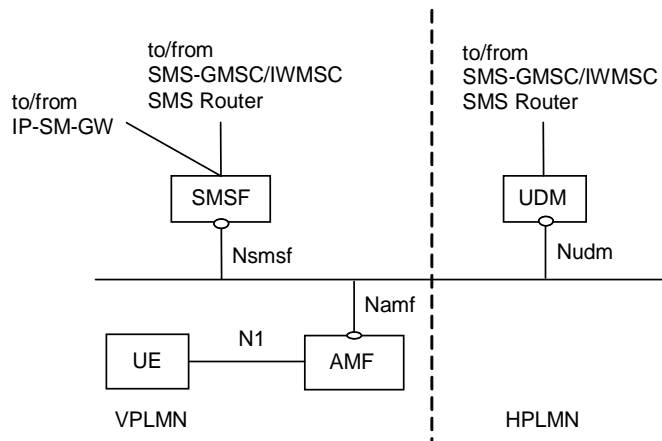 to/from
SMS-GMSC/IWMSC
SMS Router
to/from
IP-SM-GW
to/from
SMS-GMSC/IWMSC
SMS Router
SMSF
UDM
Nsmsf
Nudm
Namf
UE
N1
AMF
VPLMN
HPLMN